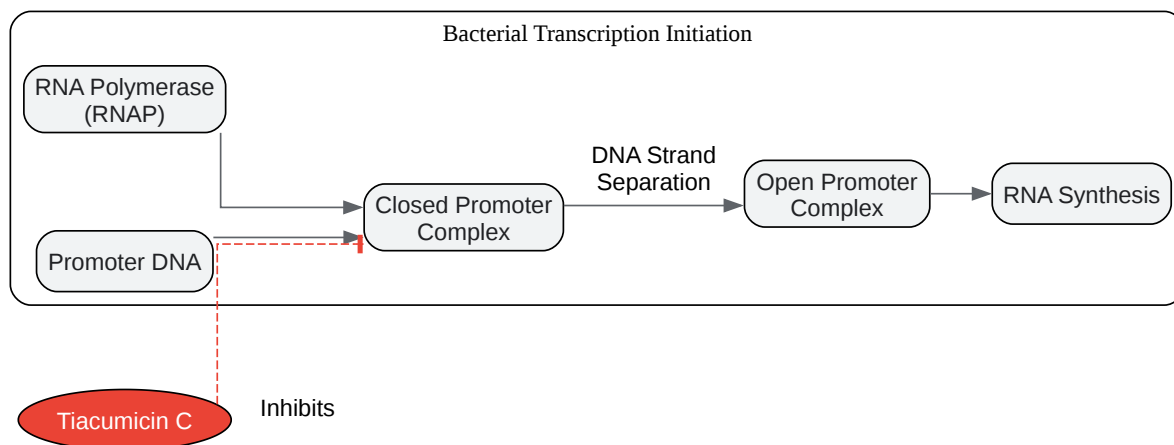 Bacterial Transcription Initiation
RNA Polymerase
(RNAP)
DNA Strand
Separation
Closed Promoter
Complex
Open Promoter
Complex
RNA Synthesis
Promoter DNA
Tiacumicin C
Inhibits